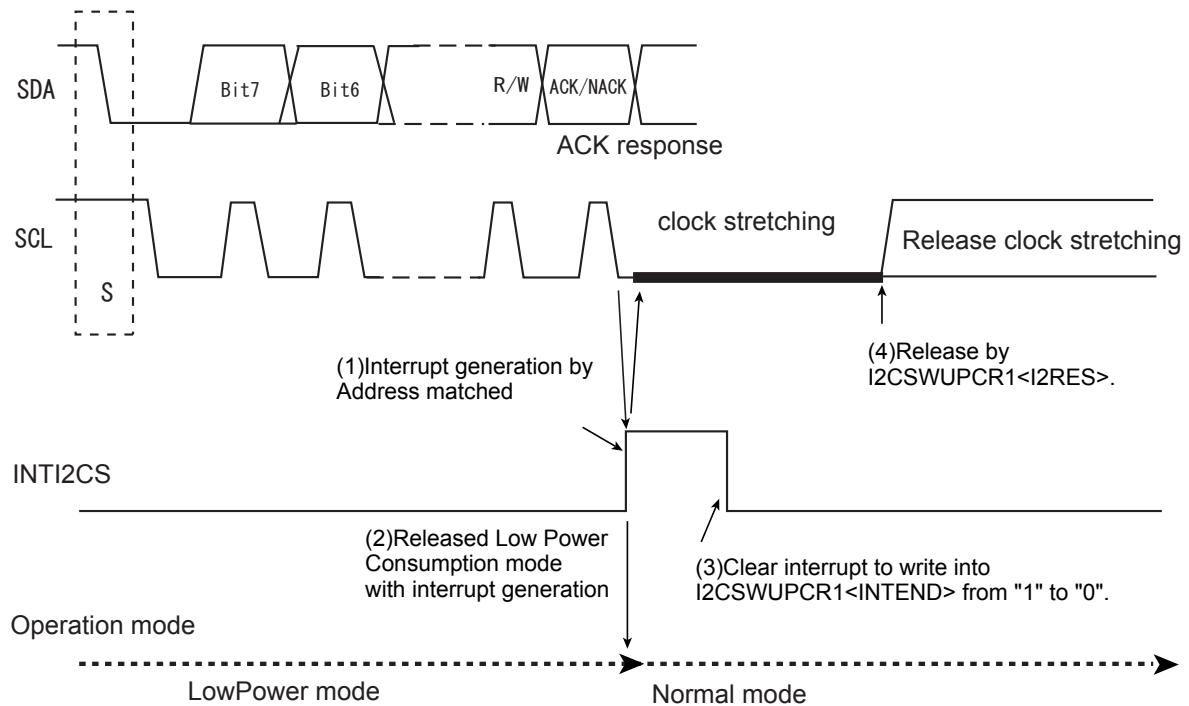 SDA
Bit7
Bit6
R/W
ACK/NACK
ACK response
SCL
clock stretching
Release clock stretching
S
(1)Interrupt generation by
Address matched
(4)Release by
I2CSWUPCR1<I2RES>.
INTI2CS
(2)Released Low Power
Consumption mode
with interrupt generation
(3)Clear interrupt to write into
I2CSWUPCR1<INTEND> from "1" to "0".
Operation mode
LowPower mode
Normal mode